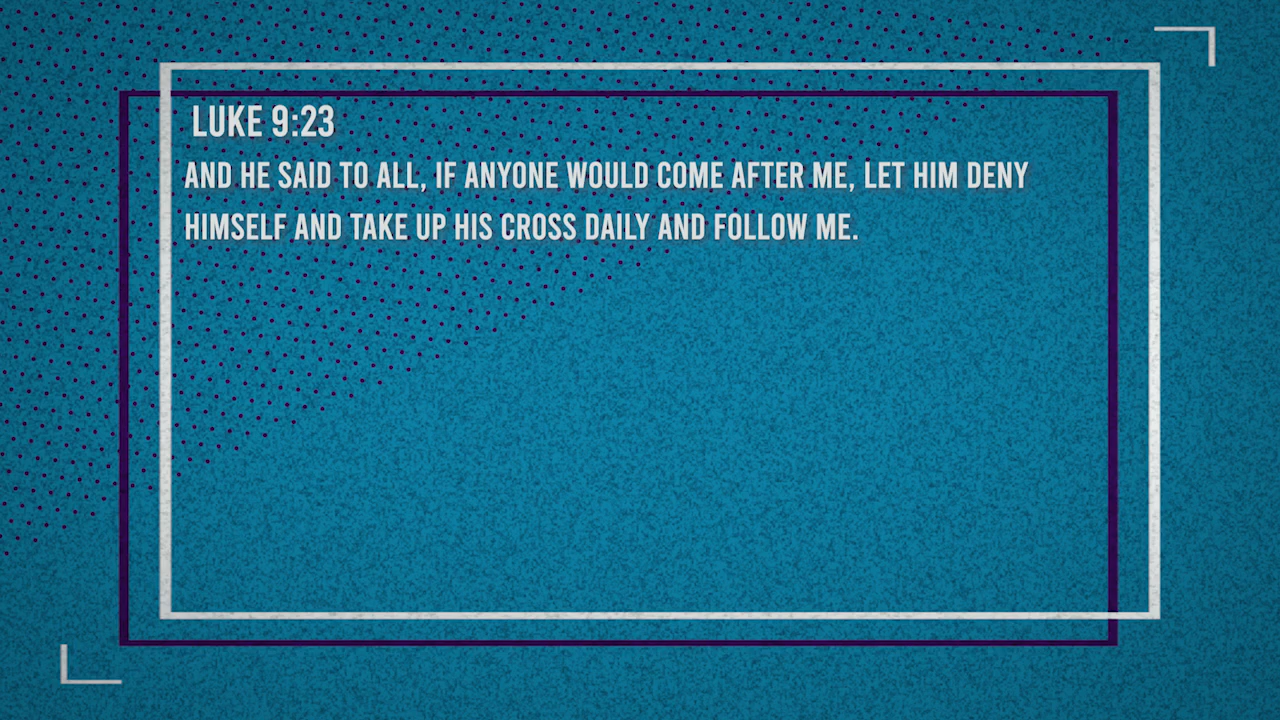 LUKE 9:23
AND HE SAID TO ALL, IF ANYONE WOULD COME AFTER ME, LET HIM DENY
HIMSELF AND TAKE UP HIS CROSS DAILY AND FOLLOW ME.